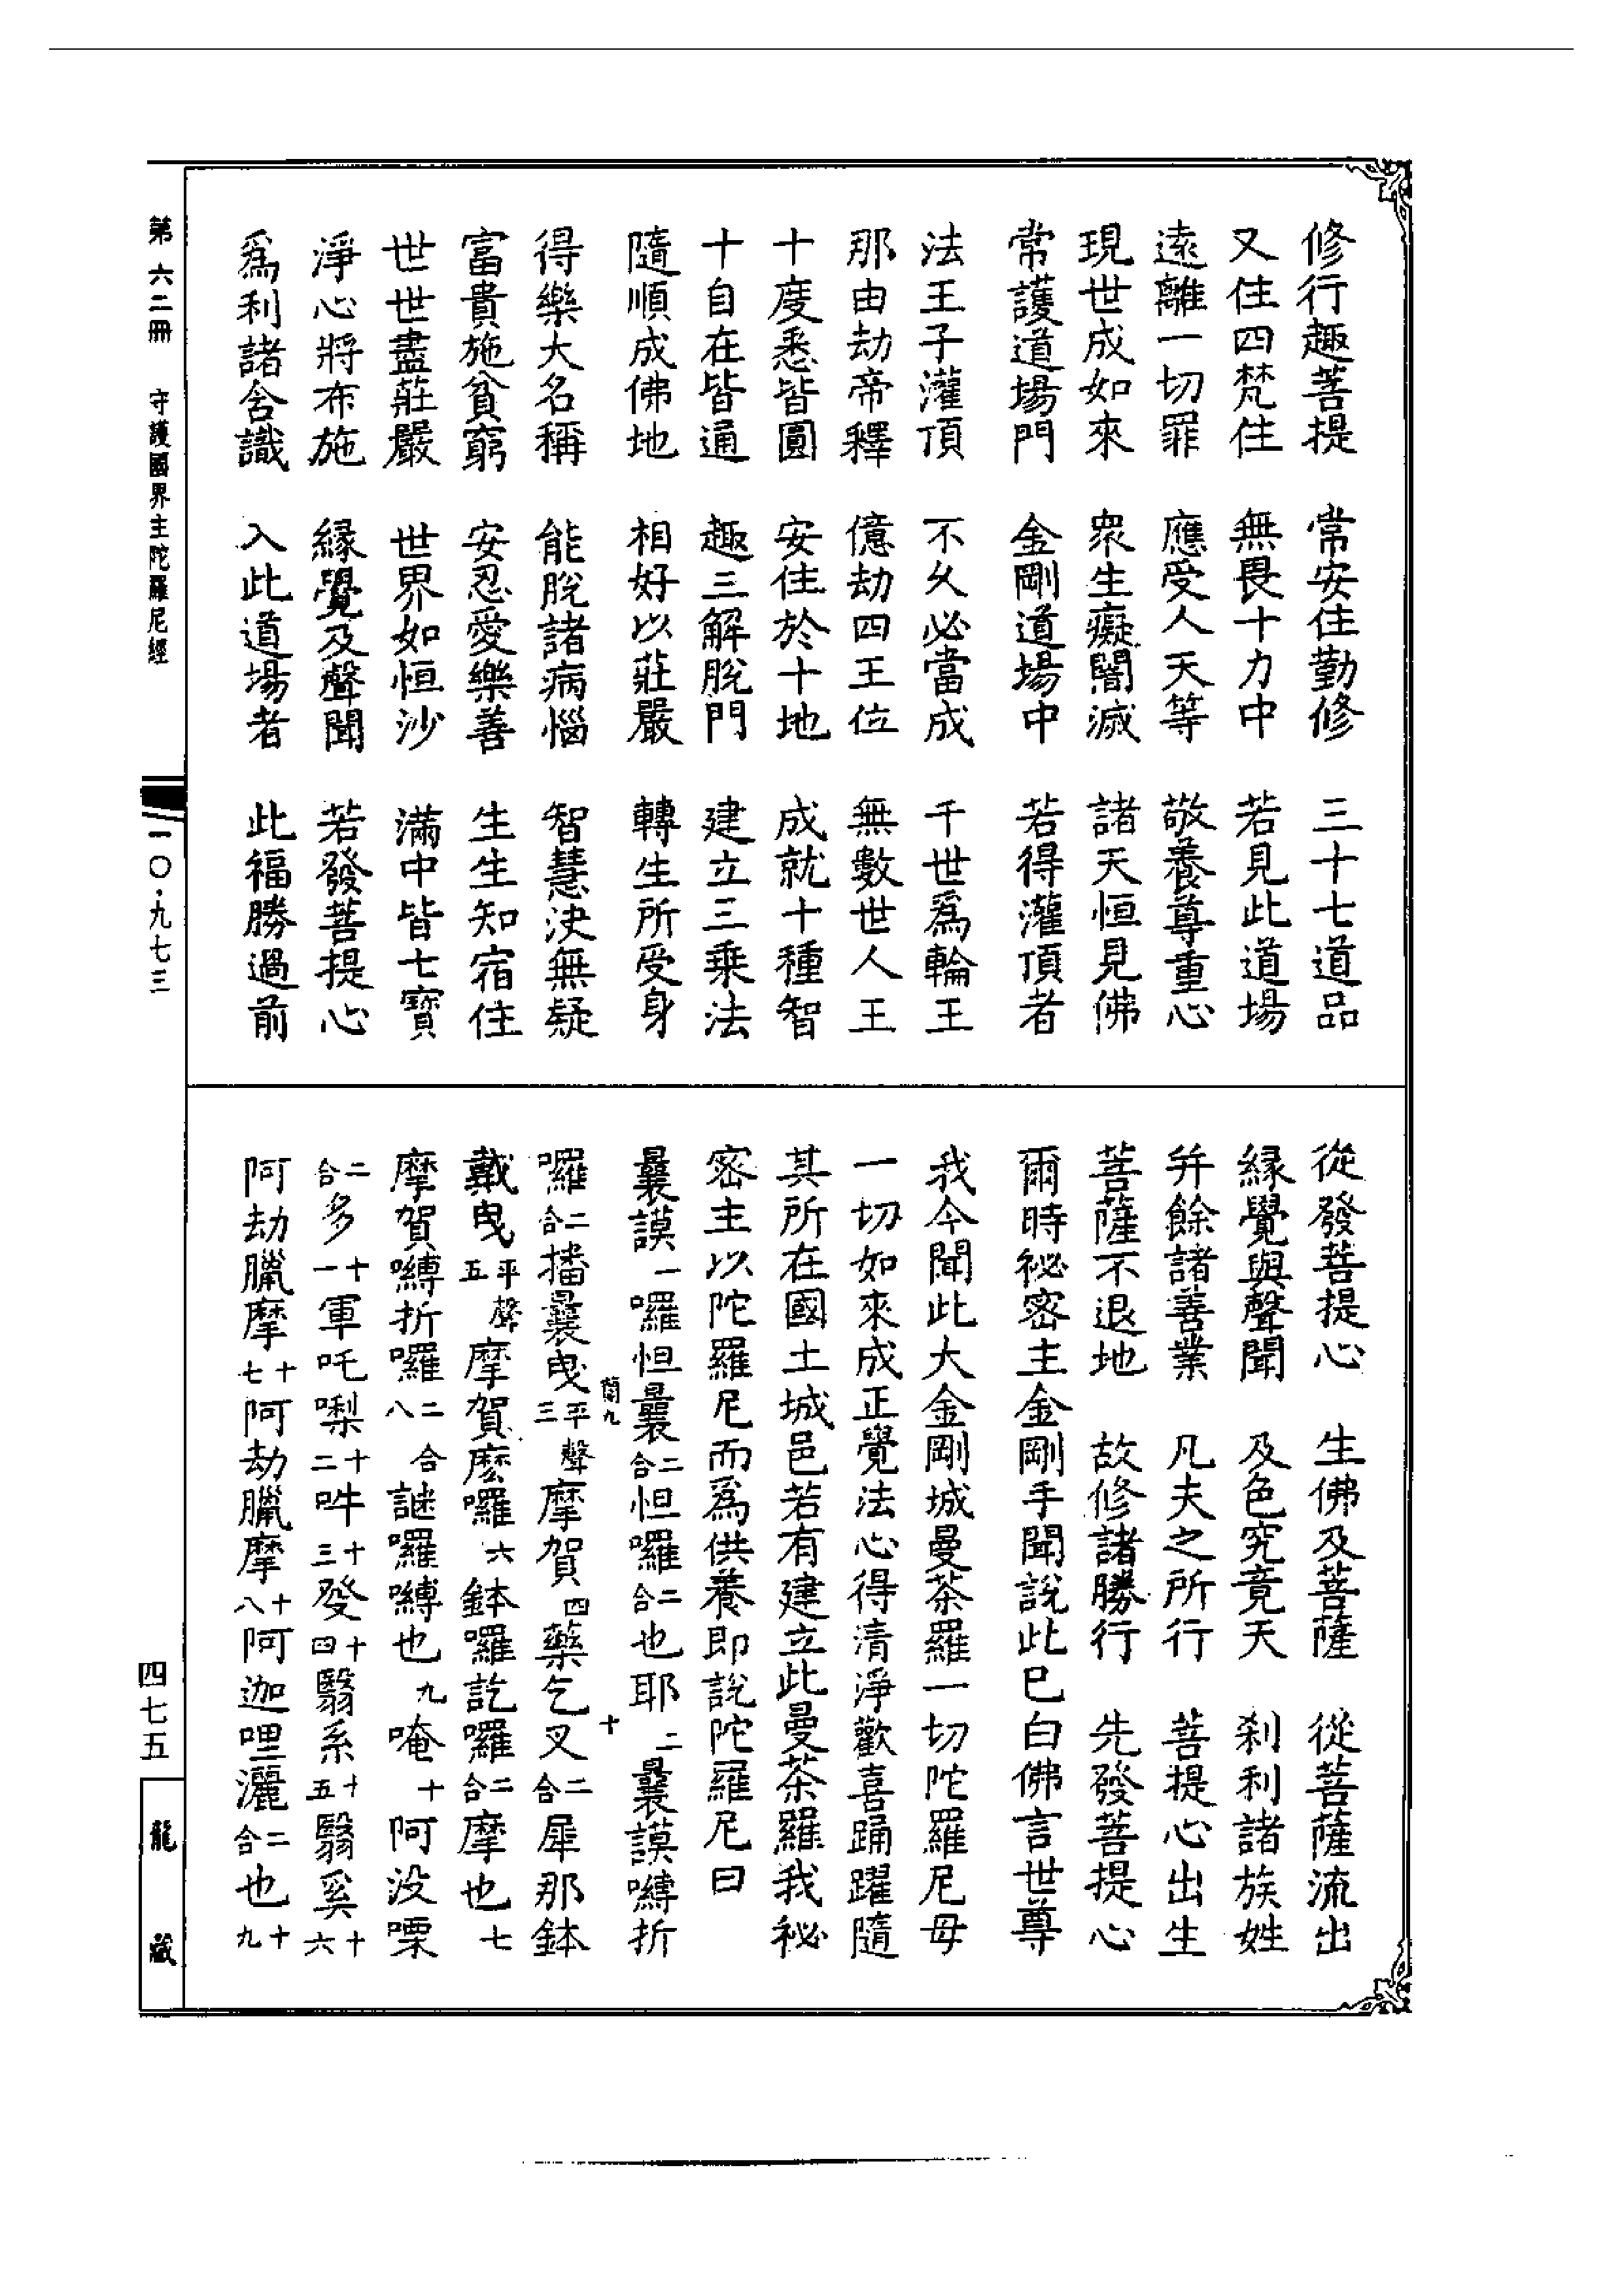 修行趣菩提　常安住勤修　三十七道品
又住四梵住　無畏十力中　若見此道場
遠離一切罪　應受人天等　敬養尊重心
現世成如來　衆生癡闇滅　諸天恒見佛
常護道場門　金剛道場中　若得灌頂者
法王子灌頂　不久必當成　千世爲輪王
那由劫帝釋　億劫四王位　無數世人王
十度悉皆圓　安住於十地　成就十種智
十自在皆通　趣三解脫門　建立三乗法
隨順成佛地　相好以莊嚴　轉生所受身
得樂大名稱　能脫諸病惱　智慧決無疑
富貴施貧窮　安忍愛樂善　生生知宿住
世世盡莊嚴　世界如恒沙　滿中皆七寳
淨心將布施　縁覺及聲聞　若發菩提心
爲利諸含識　入此道場者　此福勝過前
從發菩提心　生佛及菩薩　從菩薩流出
縁覺與聲聞　及色究竟天　刹利諸族姓
并餘諸善業　凡夫之所行　菩提心出生
菩薩不退地　故修諸勝行　先發菩提心
爾時祕密主金剛手聞說此已白佛言世尊
我今聞此大金剛城曼荼羅一切陀羅尼母
一切如來成正覺法心得清淨歡喜踊躍隨
其所在國土城邑若有建立此曼荼羅我祕
密主以陀羅尼而爲供養即說陀羅尼曰
曩謨一囉怛曩二合怛囉二合也耶二曩謨嚩折
蘭九　十
囉二合播曩曳平聲三摩賀四藥乞叉二合犀那鉢
戴曳平聲五摩賀麽囉六鉢囉訖囉二合摩也七
摩賀嚩折囉二合八謎囉嚩也九唵十阿没㗚
二合多十一軍吒㗚十二吽十三發十四翳系十五翳奚十六
阿劫臘摩十七阿劫臘摩十八阿迦哩灑二合也十九
第六二冊　守護國界主陀羅尼經
一〇·九七三
四七五
龍藏